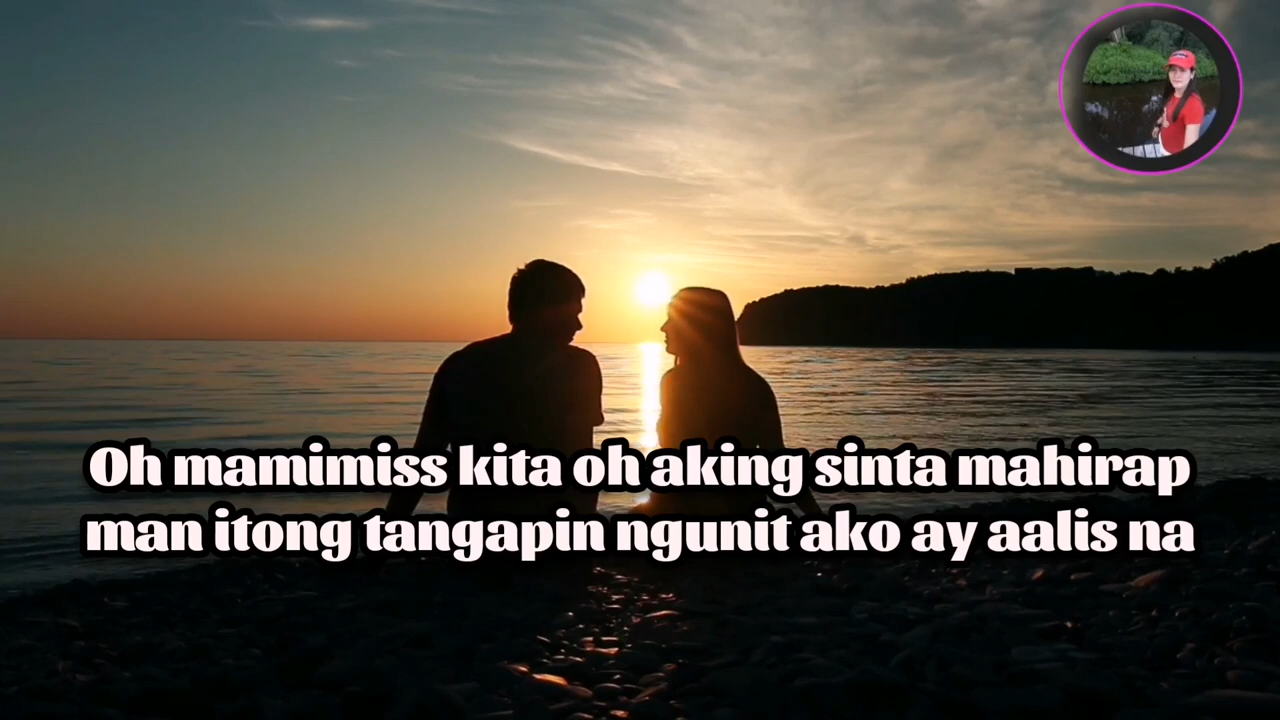 Oh mamimiss kita oh aking sinta mahirap
man itong tangapin ngunit ako ay aalis na